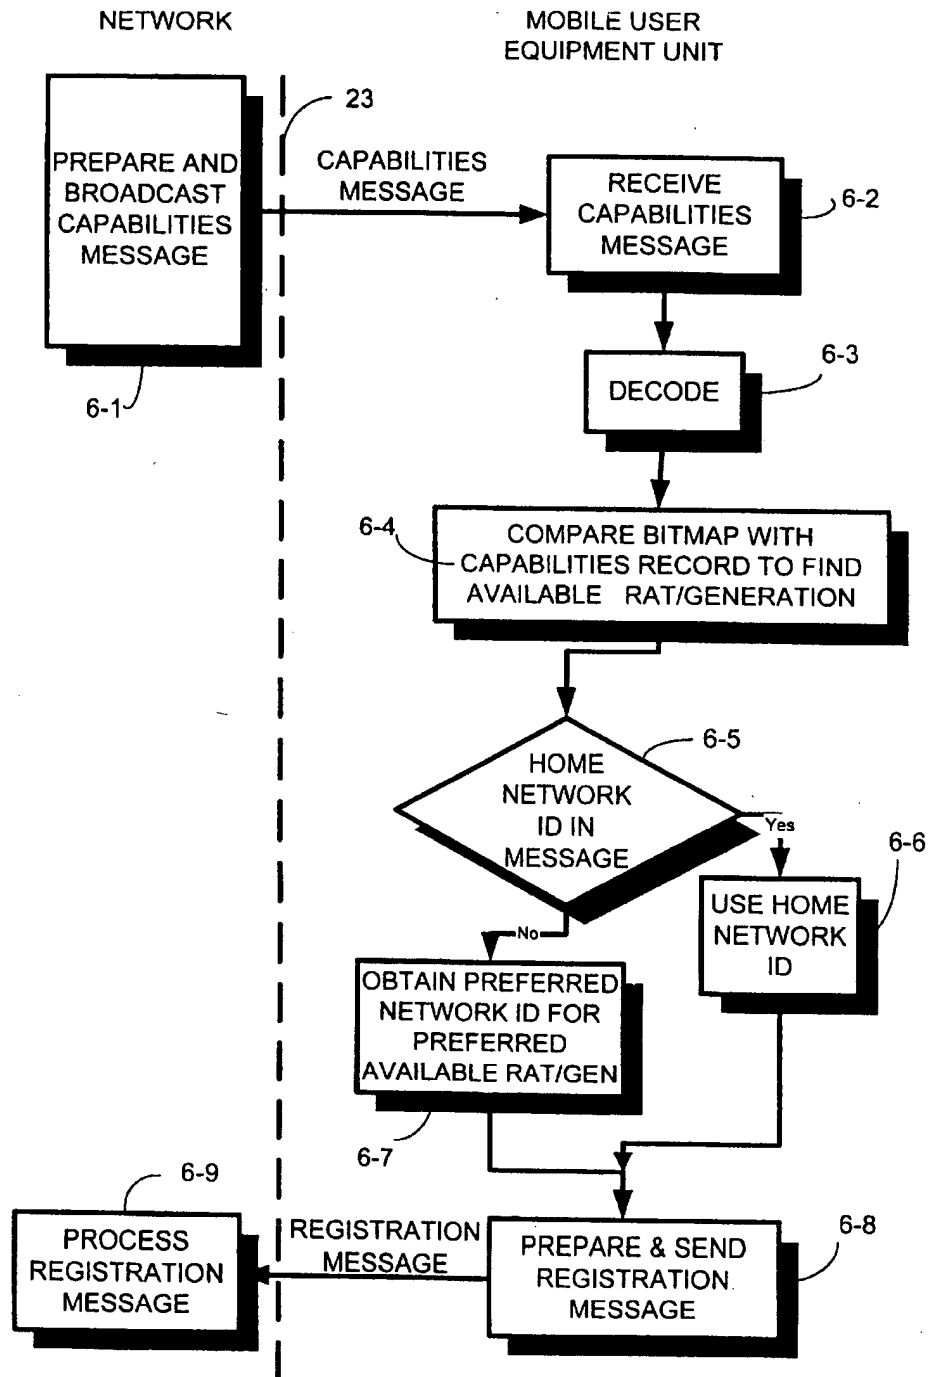 NETWORK
MOBILE USER
EQUIPMENT UNIT
23
PREPARE AND
BROADCAST
CAPABILITIES
MESSAGE
6-1
CAPABILITIES
MESSAGE
RECEIVE
CAPABILITIES
MESSAGE
6-2
DECODE
6-3
6-4
COMPARE BITMAP WITH
CAPABILITIES RECORD TO FIND
AVAILABLE RAT/GENERATION
HOME
NETWORK
ID IN
MESSAGE
6-5
Yes
6-6
USE HOME
NETWORK
ID
No
OBTAIN PREFERRED
NETWORK ID FOR
PREFERRED
AVAILABLE RAT/GEN
6-7
6-9
PROCESS
REGISTRATION
MESSAGE
REGISTRATION
MESSAGE
PREPARE & SEND
REGISTRATION
MESSAGE
6-8